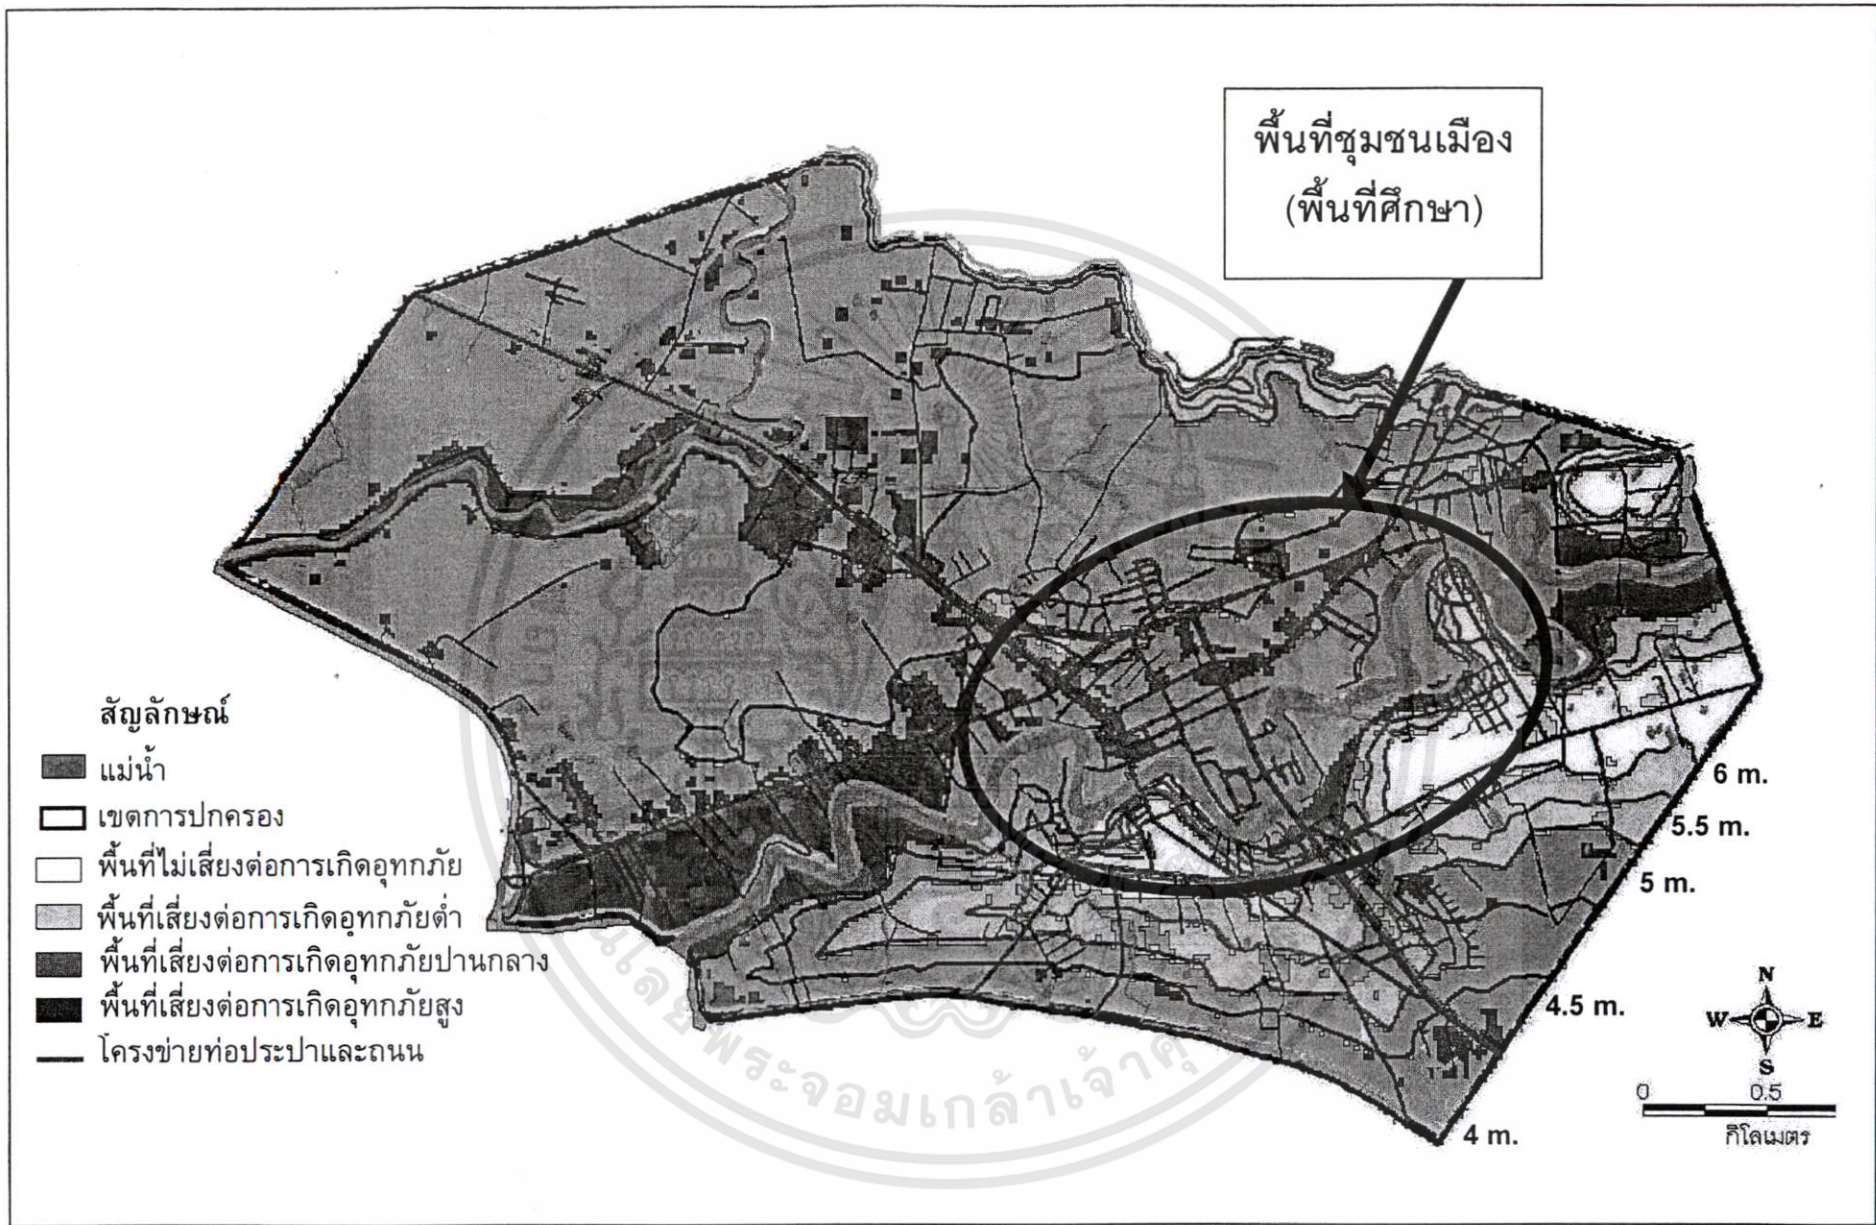 พื้นที่ชุมชนเมือง
(พื้นที่ศึกษา)
สัญลักษณ์
แม่น้ำ
เขตการปกครอง
พื้นที่ไม่เสี่ยงต่อการเกิดอุทกภัย
พื้นที่เสี่ยงต่อการเกิดอุทกภัยต่ำ
พื้นที่เสี่ยงต่อการเกิดอุทกภัยปานกลาง
พื้นที่เสี่ยงต่อการเกิดอุทกภัยสูง
โครงข่ายท่อประปาและถนน
6 m.
5.5 m.
5 m.
4.5 m.
4 m.
N
W E
S
0 0.5
กิโลเมตร
พระจอมเกล้าเจ้าคุ